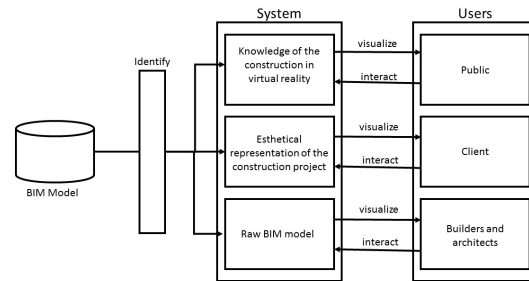 System
Users
Identify
BIM Model
Knowledge of the
construction in
virtual reality
visualize
interact
Public
Esthetical
representation of the
construction project
visualize
interact
Client
Raw BIM model
visualize
interact
Builders and
architects